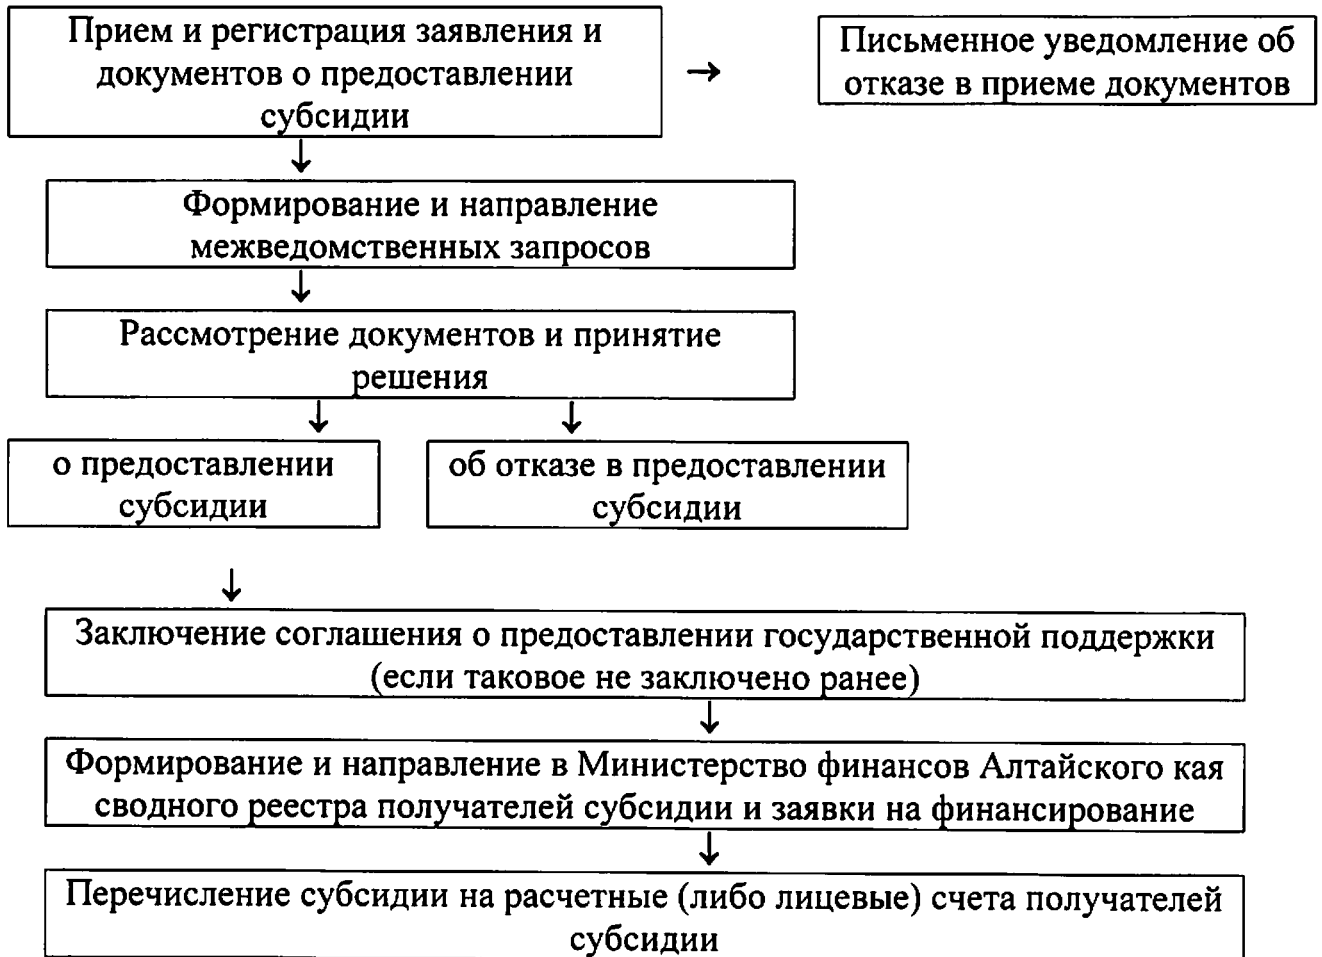 Прием и регистрация заявления и
документов о предоставлении
субсидии
Письменное уведомление об
отказе в приеме документов
Формирование и направление
межведомственных запросов
Рассмотрение документов и принятие
решения
о предоставлении
субсидии
об отказе в предоставлении
субсидии
Заключение соглашения о предоставлении государственной поддержки
(если таковое не заключено ранее)
Формирование и направление в Министерство финансов Алтайского кая
сводного реестра получателей субсидии и заявки на финансирование
Перечисление субсидии на расчетные (либо лицевые) счета получателей
субсидии